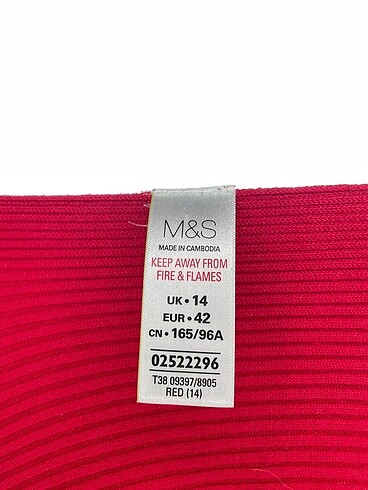 M&S
MADE IN CAMBODIA
KEEP AWAY FROM
FIRE & FLAMES
UK • 14
EUR • 42
CN • 165/96A
02522296
T38 09397/8905
RED (14)